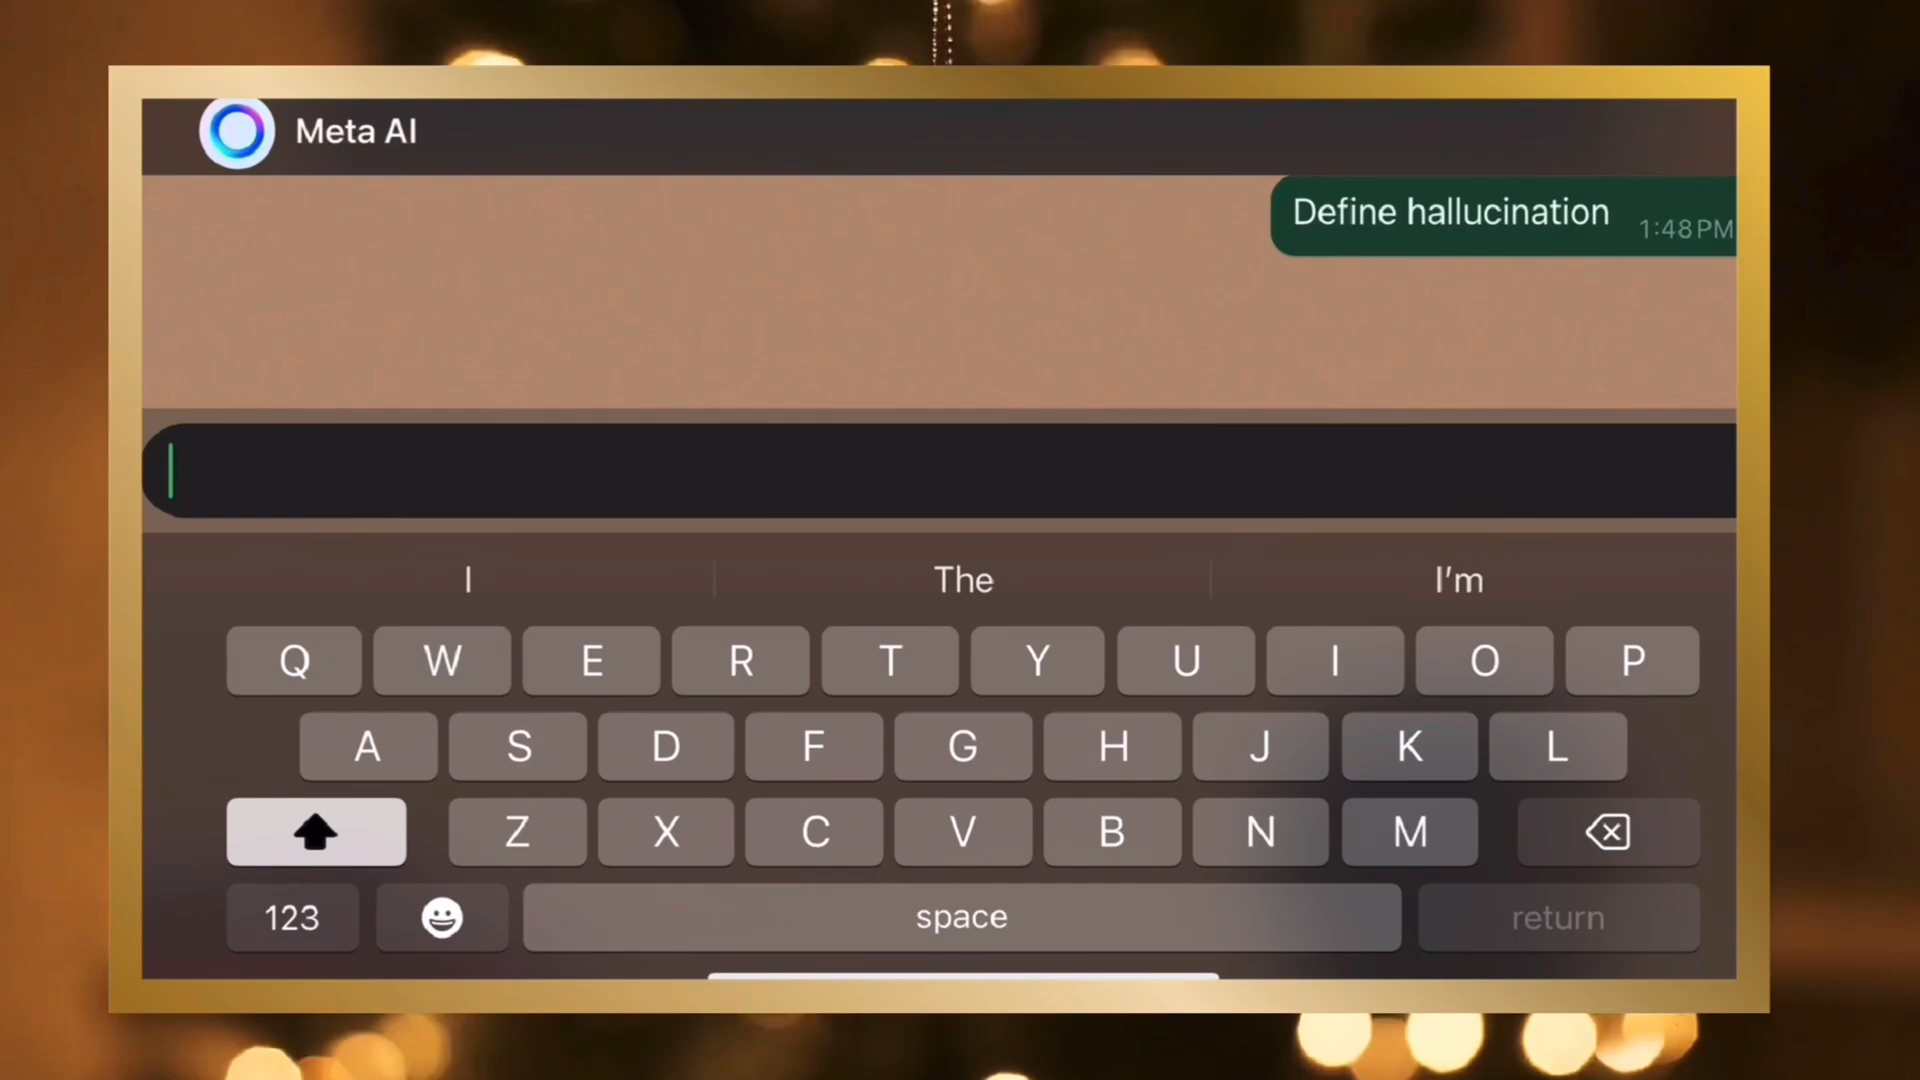 Meta AI
Define hallucination
1:48 PM
I The I'm
Q W E R T Y U I O P
A S D F G H J K L
Z X C V B N M
123 space return